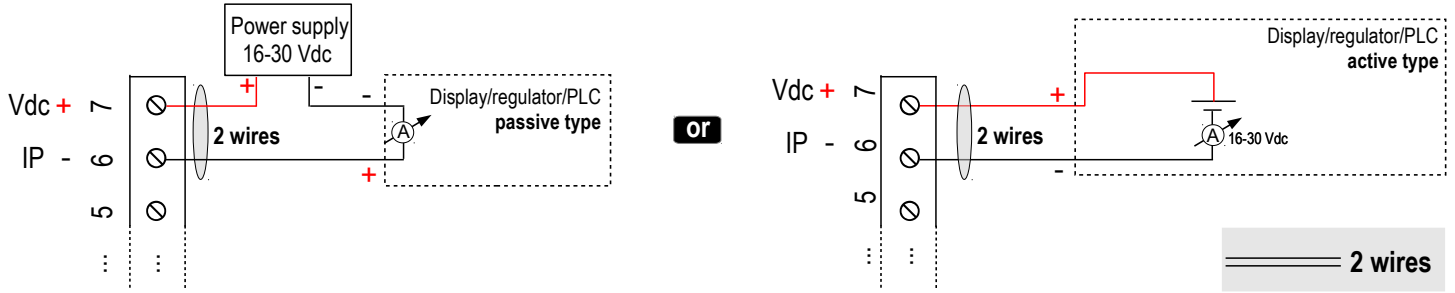 Power supply
16-30 Vdc
+
-
-
Display/regulator/PLC
passive type
Vdc +
7
A
2 wires
IP -
6
+
5
...
...
or
Display/regulator/PLC
active type
Vdc +
7
+
A
16-30 Vdc
2 wires
IP -
6
-
5
...
...
2 wires